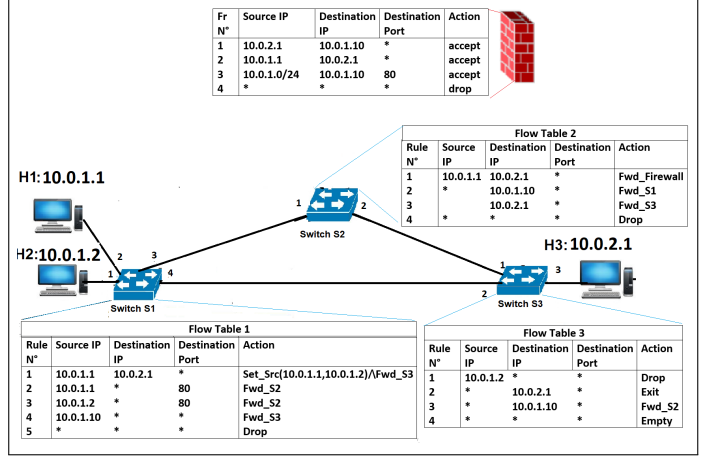 Fr N° Source IP Destination IP Destination Port Action
1 10.0.2.1 10.0.1.10 * accept
2 10.0.1.1 10.0.2.1 * accept
3 10.0.1.0/24 10.0.1.10 80 accept
4 * * * drop
Flow Table 2
Rule N° Source IP Destination IP Destination Port Action
1 10.0.1.1 10.0.2.1 * Fwd_Firewall
2 * 10.0.1.10 * Fwd_S1
3 10.0.2.1 * Fwd_S3
4 * * * Drop
H1:10.0.1.1
1 2
Switch S2
H2:10.0.1.2
2 3
1 4
Switch S1
H3:10.0.2.1
1 3
2
Switch S3
Flow Table 1
Rule N° Source IP Destination IP Destination Port Action
1 10.0.1.1 10.0.2.1 * Set_Src(10.0.1.1,10.0.1.2)/\Fwd_S3
2 10.0.1.1 * 80 Fwd_S2
3 10.0.1.2 * 80 Fwd_S2
4 10.0.1.10 * * Fwd_S3
5 * * * Drop
Flow Table 3
Rule N° Source IP Destination IP Destination Port Action
1 10.0.1.2 * * Drop
2 * 10.0.2.1 * Exit
3 * 10.0.1.10 * Fwd_S2
4 * * * Empty